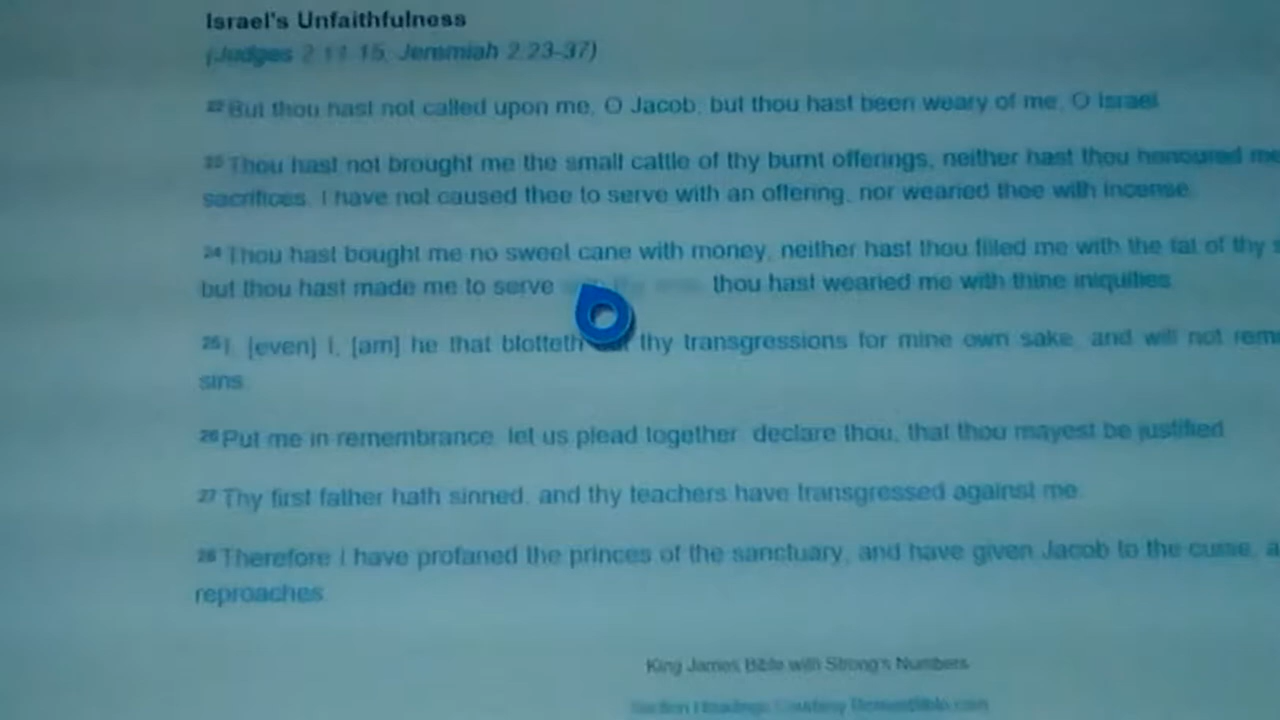 Israel's Unfaithfulness
(Judges 2:11-15; Jeremiah 2:23-37)
22 But thou hast not called upon me, O Jacob; but thou hast been weary of me, O Israel.
23 Thou hast not brought me the small cattle of thy burnt offerings; neither hast thou honoured me
sacrifices. I have not caused thee to serve with an offering, nor wearied thee with incense.
24 Thou hast bought me no sweet cane with money, neither hast thou filled me with the fat of thy s
but thou hast made me to serve thou hast wearied me with thine iniquities.
25 I, [even] I, [am] he that blotteth out thy transgressions for mine own sake, and will not rem
sins.
26 Put me in remembrance: let us plead together: declare thou, that thou mayest be justified.
27 Thy first father hath sinned, and thy teachers have transgressed against me.
28 Therefore I have profaned the princes of the sanctuary, and have given Jacob to the curse, a
reproaches.
King James Bible with Strong's Numbers
Section Headings Courtesy